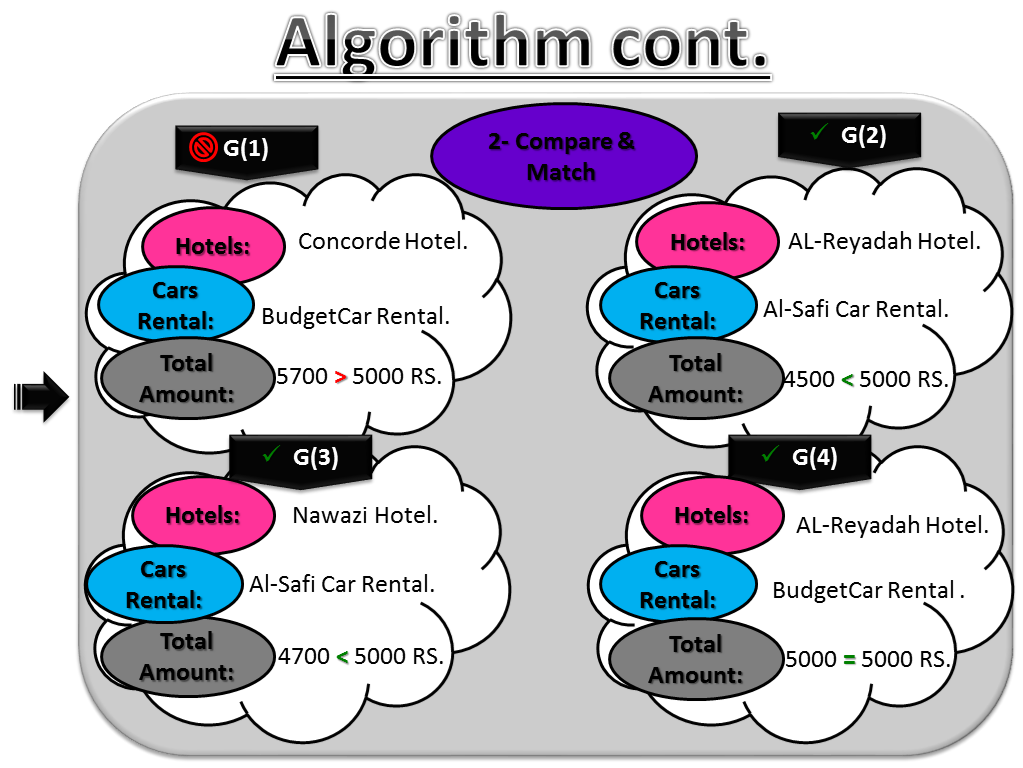 Algorithm cont.
2- Compare &
Match
G(1)
Hotels:
Concorde Hotel.
Cars
Rental:
BudgetCar Rental.
Total
Amount:
5700 > 5000 RS.
✓ G(2)
Hotels:
AL-Reyadah Hotel.
Cars
Rental:
Al-Safi Car Rental.
Total
Amount:
4500 < 5000 RS.
✓ G(3)
Hotels:
Nawazi Hotel.
Cars
Rental:
Al-Safi Car Rental.
Total
Amount:
4700 < 5000 RS.
✓ G(4)
Hotels:
AL-Reyadah Hotel.
Cars
Rental:
BudgetCar Rental .
Total
Amount:
5000 = 5000 RS.